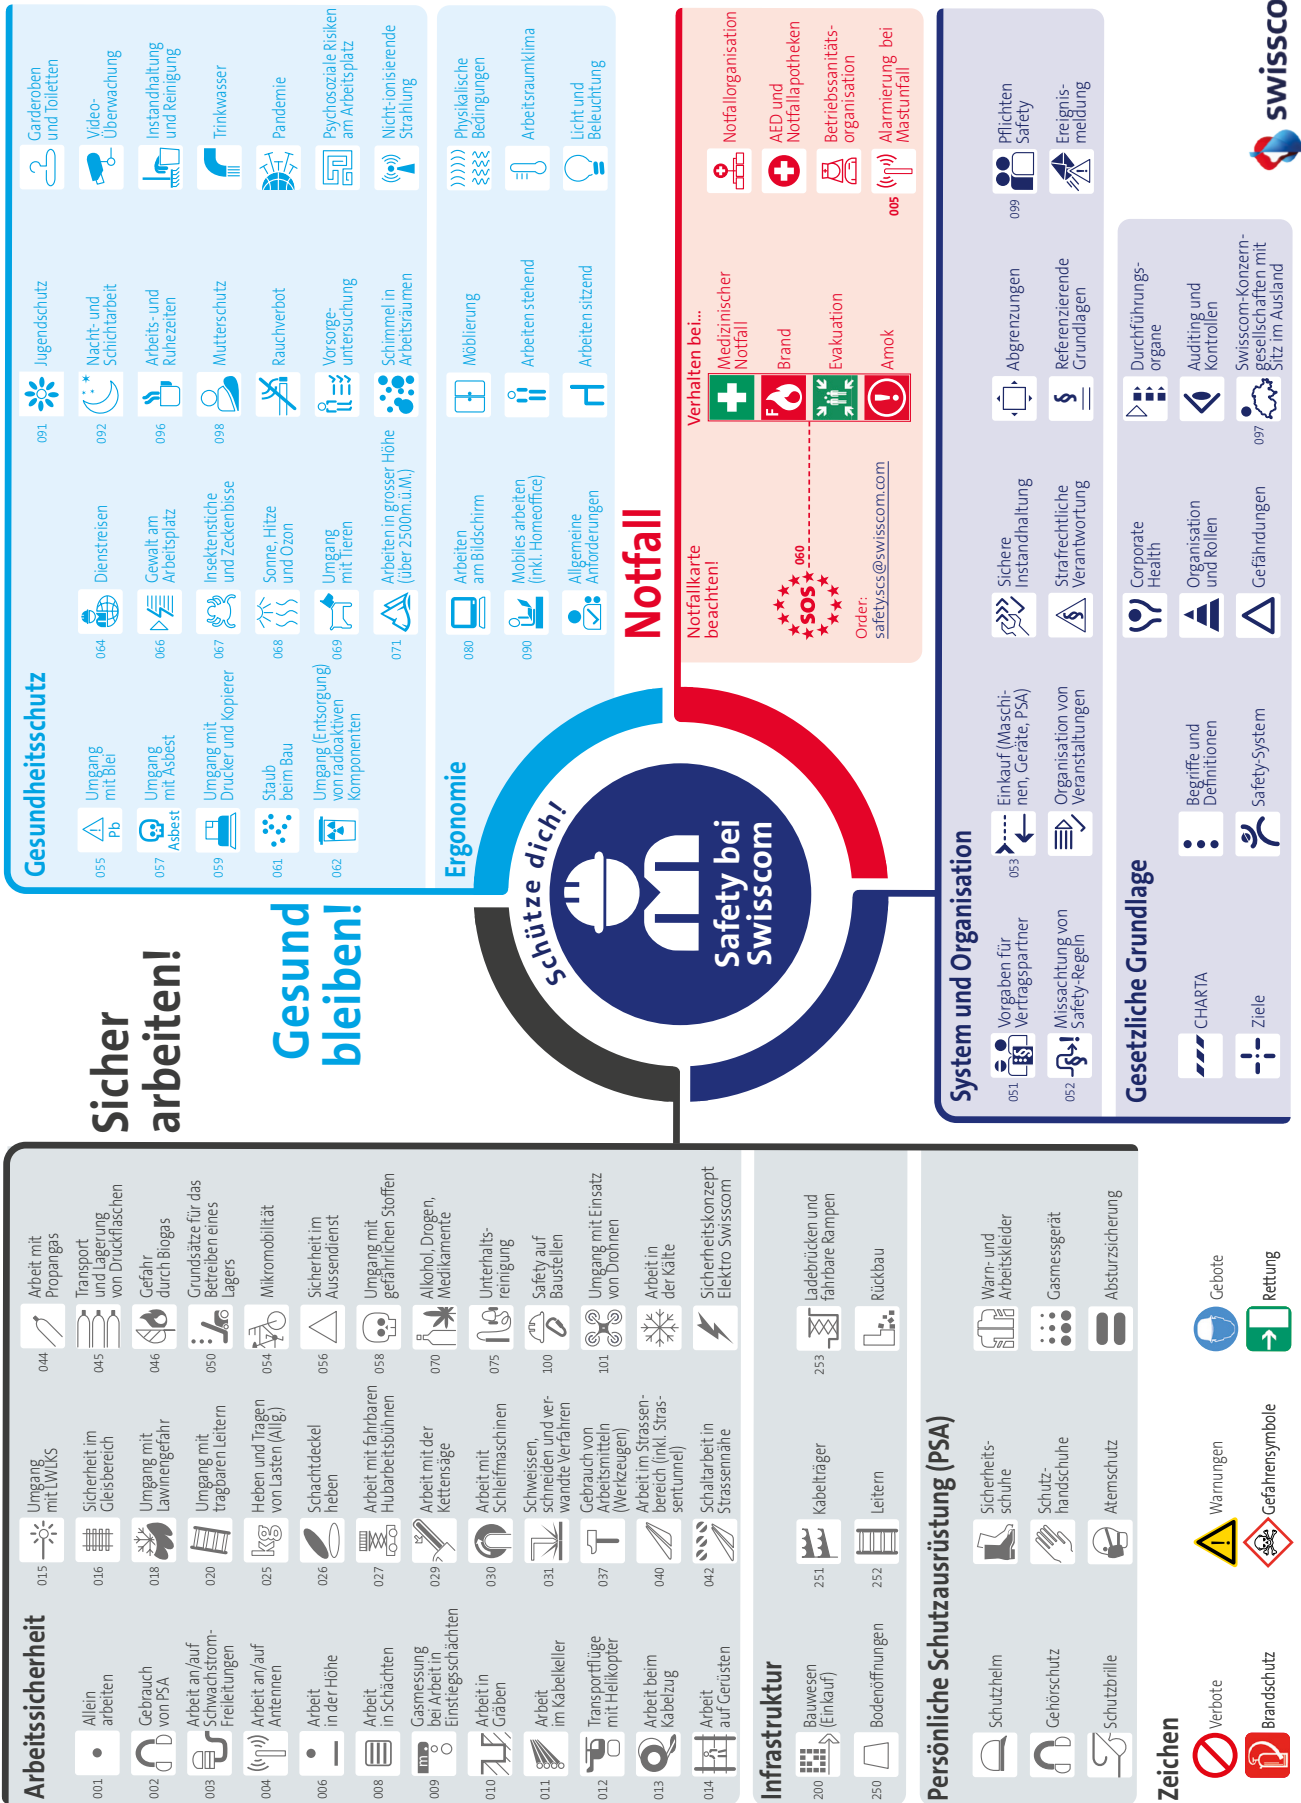 Sicher
arbeiten!
Gesund
bleiben!
Arbeitssicherheit
001
Allein
arbeiten
002
Gebrauch
von PSA
003
Arbeit an/auf
Schwachstrom-
Freileitungen
004
Arbeit an/auf
Antennen
006
Arbeit
in der Höhe
008
Arbeit
in Schächten
009
m³
Gasmessung
bei Arbeit in
Einstiegsschächten
010
Arbeit in
Gräben
011
Arbeit
im Kabelkeller
012
Transportflüge
mit Helikopter
013
Arbeit beim
Kabelzug
014
Arbeit
auf Gerüsten
015
Umgang
mit LWLKS
016
Sicherheit im
Gleisbereich
018
Umgang mit
Lawinengefahr
020
Umgang mit
tragbaren Leitern
025
kg
Heben und Tragen
von Lasten (Allg.)
026
Schachtdeckel
heben
027
Arbeit mit fahrbaren
Hubarbeitsbühnen
029
Arbeit mit der
Kettensäge
030
Arbeit mit
Schleifmaschinen
031
Schweissen,
schneiden und ver-
wandte Verfahren
037
Gebrauch von
Arbeitsmitteln
(Werkzeugen)
040
Arbeit im Strassen-
bereich (inkl. Stras-
sentunnel)
042
Schaltarbeit in
Strassennähe
044
Arbeit mit
Propangas
045
Transport
und Lagerung
von Druckflaschen
046
Gefahr
durch Biogas
050
Grundsätze für das
Betreiben eines
Lagers
054
Mikromobilität
056
Sicherheit im
Aussendienst
058
Umgang mit
gefährlichen Stoffen
070
Alkohol, Drogen,
Medikamente
075
Unterhalts-
reinigung
100
Safety auf
Baustellen
101
Umgang mit Einsatz
von Drohnen
Arbeit in
der Kälte
Sicherheitskonzept
Elektro Swisscom
Infrastruktur
200
Bauwesen
(Einkauf)
250
Bodenöffnungen
251
Kabelträger
252
Leitern
253
Ladebrücken und
fahrbare Rampen
Rückbau
Persönliche Schutzausrüstung (PSA)
Schutzhelm
Gehörschutz
Schutzbrille
Sicherheits-
schuhe
Schutz-
handschuhe
Atemschutz
Warn- und
Arbeitskleider
Gasmessgerät
Absturzsicherung
Zeichen
Verbote
Brandschutz
Warnungen
Gefahrensymbole
Gebote
Rettung
Schütze dich!
Safety bei
Swisscom
Gesundheitsschutz
055
Pb
Umgang
mit Blei
057
Asbest
Umgang
mit Asbest
059
Umgang mit
Drucker und Kopierer
061
Staub
beim Bau
062
Umgang (Entsorgung)
von radioaktiven
Komponenten
064
Dienstreisen
066
Gewalt am
Arbeitsplatz
067
Insektenstiche
und Zeckenbisse
068
Sonne, Hitze
und Ozon
069
Umgang
mit Tieren
071
Arbeiten in grosser Höhe
(über 2500m.ü.M.)
091
Jugendschutz
092
Nacht- und
Schichtarbeit
096
Arbeits- und
Ruhezeiten
098
Mutterschutz
Rauchverbot
Vorsorge-
untersuchung
Schimmel in
Arbeitsräumen
Garderoben
und Toiletten
Video-
Überwachung
Instandhaltung
und Reinigung
Trinkwasser
Pandemie
Psychosoziale Risiken
am Arbeitsplatz
Nicht-ionisierende
Strahlung
Ergonomie
080
Arbeiten
am Bildschirm
090
Mobiles arbeiten
(inkl. Homeoffice)
Allgemeine
Anforderungen
Möblierung
Arbeiten stehend
Arbeiten sitzend
Physikalische
Bedingungen
Arbeitsraumklima
Licht und
Beleuchtung
Notfall
Notfallkarte
beachten!
SOS
060
Order:
safety.scs@swisscom.com
Verhalten bei...
Medizinischer
Notfall
F
Brand
Evakuation
Amok
Notfallorganisation
AED und
Notfallapotheken
Betriebssanitäts-
organisation
005
Alarmierung bei
Mastunfall
System und Organisation
051
Vorgaben für
Vertragspartner
052
Missachtung von
Safety-Regeln
053
Einkauf (Maschi-
nen, Geräte, PSA)
Organisation von
Veranstaltungen
Sichere
Instandhaltung
§
Strafrechtliche
Verantwortung
Abgrenzungen
§
Referenzierende
Grundlagen
099
Pflichten
Safety
Ereignis-
meldung
Gesetzliche Grundlage
CHARTA
Ziele
Begriffe und
Definitionen
Safety-System
Corporate
Health
Organisation
und Rollen
Gefährdungen
Durchführungs-
organe
Auditing und
Kontrollen
097
Swisscom-Konzern-
gesellschaften mit
Sitz im Ausland
swissco